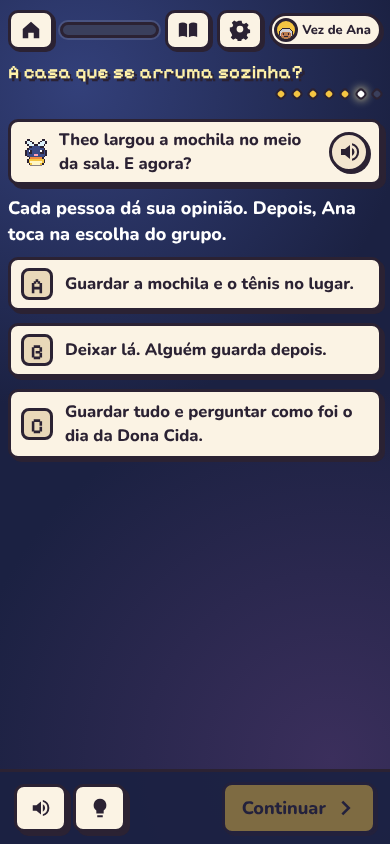 Vez de Ana
A casa que se arruma sozinha?
Theo largou a mochila no meio
da sala. E agora?
Cada pessoa dá sua opinião. Depois, Ana
toca na escolha do grupo.
A Guardar a mochila e o tênis no lugar.
B Deixar lá. Alguém guarda depois.
C Guardar tudo e perguntar como foi o
dia da Dona Cida.
Continuar